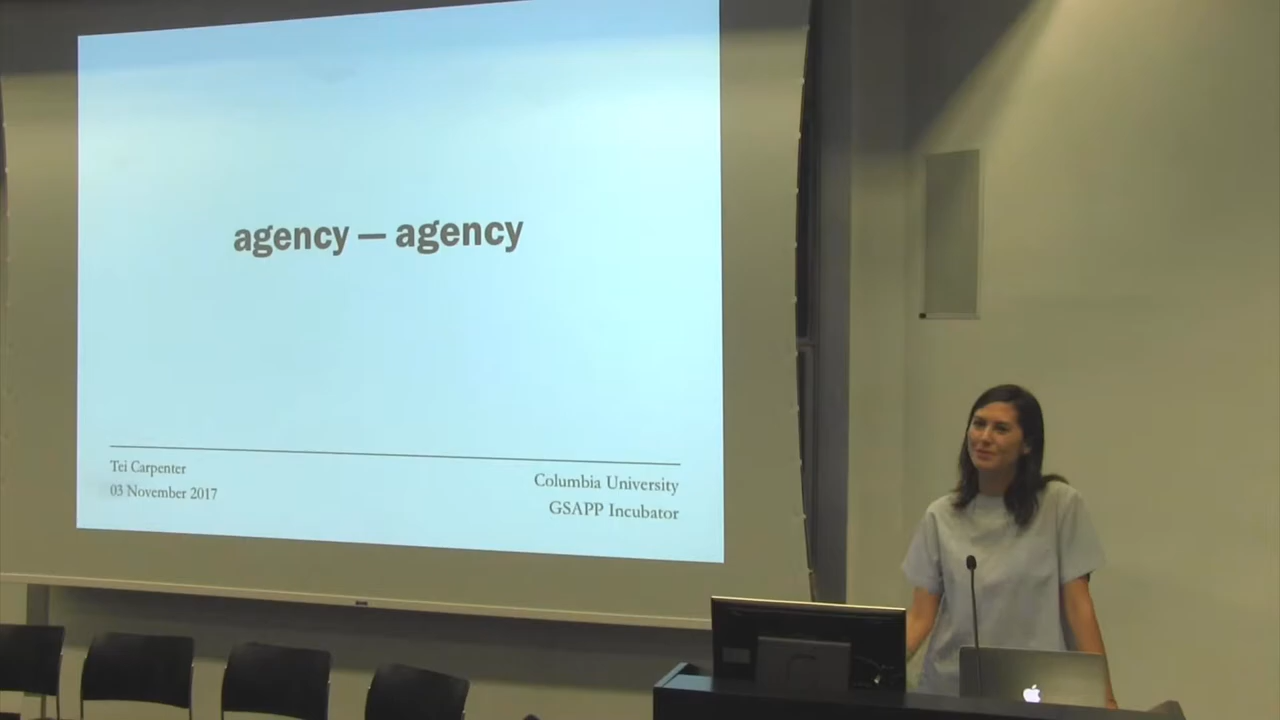 agency — agency
Tei Carpenter
03 November 2017
Columbia University
GSAPP Incubator